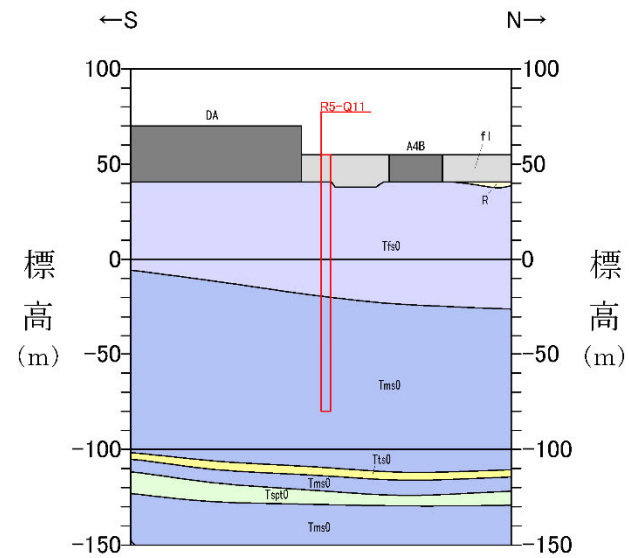 ←S
N→
100
100
R5-Q11
DA
A4B
fl
50
50
R
Tfs0
0
0
標高(m)
標高(m)
-50
-50
Tms0
-100
-100
Tts0
Tms0
Tspt0
Tms0
-150
-150